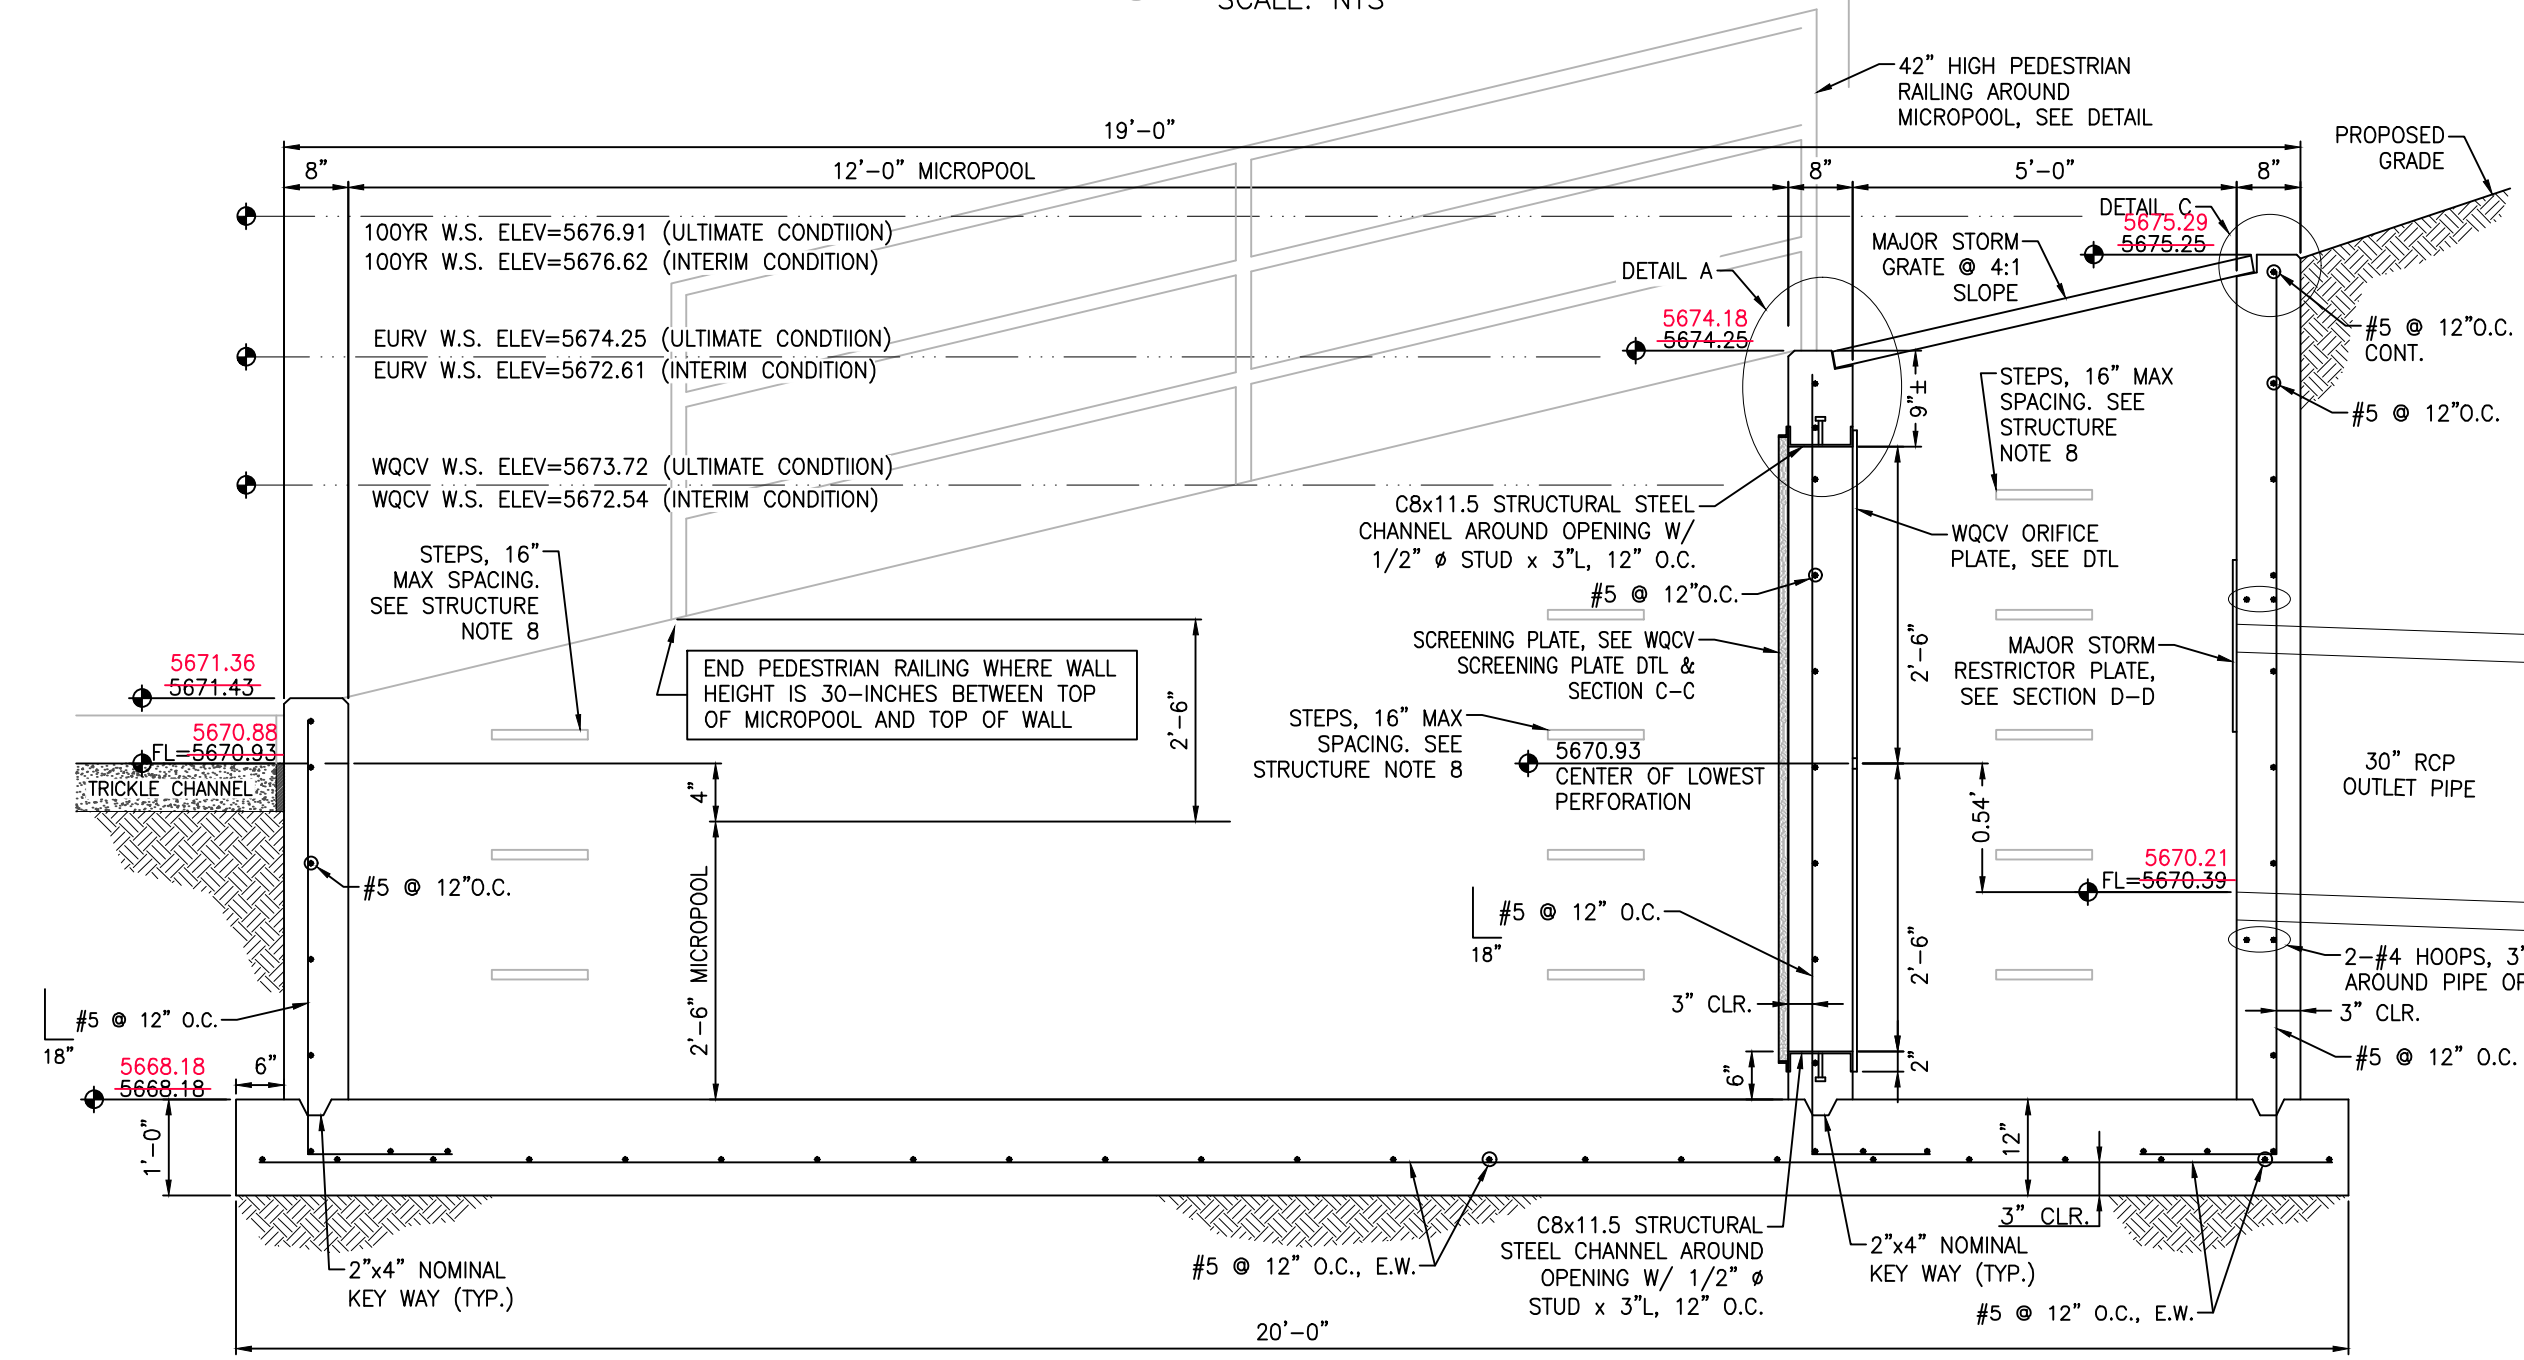 SCALE: NTS
42" HIGH PEDESTRIAN
RAILING AROUND
MICROPOOL, SEE DETAIL
PROPOSED
GRADE
19'-0"
8"
12'-0" MICROPOOL
8"
5'-0"
8"
DETAIL C
5675.29
5675.25
100YR W.S. ELEV=5676.91 (ULTIMATE CONDTIION)
100YR W.S. ELEV=5676.62 (INTERIM CONDITION)
MAJOR STORM
GRATE @ 4:1
SLOPE
DETAIL A
5674.18
5674.25
EURV W.S. ELEV=5674.25 (ULTIMATE CONDTIION)
EURV W.S. ELEV=5672.61 (INTERIM CONDITION)
#5 @ 12"O.C.
CONT.
9"±
STEPS, 16" MAX
SPACING. SEE
STRUCTURE
NOTE 8
#5 @ 12"O.C.
WQCV W.S. ELEV=5673.72 (ULTIMATE CONDTIION)
WQCV W.S. ELEV=5672.54 (INTERIM CONDITION)
C8x11.5 STRUCTURAL STEEL
CHANNEL AROUND OPENING W/
1/2" ø STUD x 3"L, 12" O.C.
WQCV ORIFICE
PLATE, SEE DTL
STEPS, 16"
MAX SPACING.
SEE STRUCTURE
NOTE 8
#5 @ 12"O.C.
SCREENING PLATE, SEE WQCV
SCREENING PLATE DTL &
SECTION C-C
2'-6"
MAJOR STORM
RESTRICTOR PLATE,
SEE SECTION D-D
5671.36
5671.43
END PEDESTRIAN RAILING WHERE WALL
HEIGHT IS 30-INCHES BETWEEN TOP
OF MICROPOOL AND TOP OF WALL
2'-6"
STEPS, 16" MAX
SPACING. SEE
STRUCTURE NOTE 8
5670.88
FL=5670.93
TRICKLE CHANNEL
4"
5670.93
CENTER OF LOWEST
PERFORATION
30" RCP
OUTLET PIPE
0.54'
5670.21
FL=5670.39
#5 @ 12"O.C.
2'-6" MICROPOOL
#5 @ 12" O.C.
18"
2'-6"
2-#4 HOOPS, 3"
AROUND PIPE OP
3" CLR.
3" CLR.
#5 @ 12" O.C.
18"
#5 @ 12" O.C.
5668.18
5668.18
6"
6"
2"
1'-0"
12"
3" CLR.
C8x11.5 STRUCTURAL
STEEL CHANNEL AROUND
OPENING W/ 1/2" ø
STUD x 3"L, 12" O.C.
#5 @ 12" O.C., E.W.
2"x4" NOMINAL
KEY WAY (TYP.)
2"x4" NOMINAL
KEY WAY (TYP.)
#5 @ 12" O.C., E.W.
20'-0"